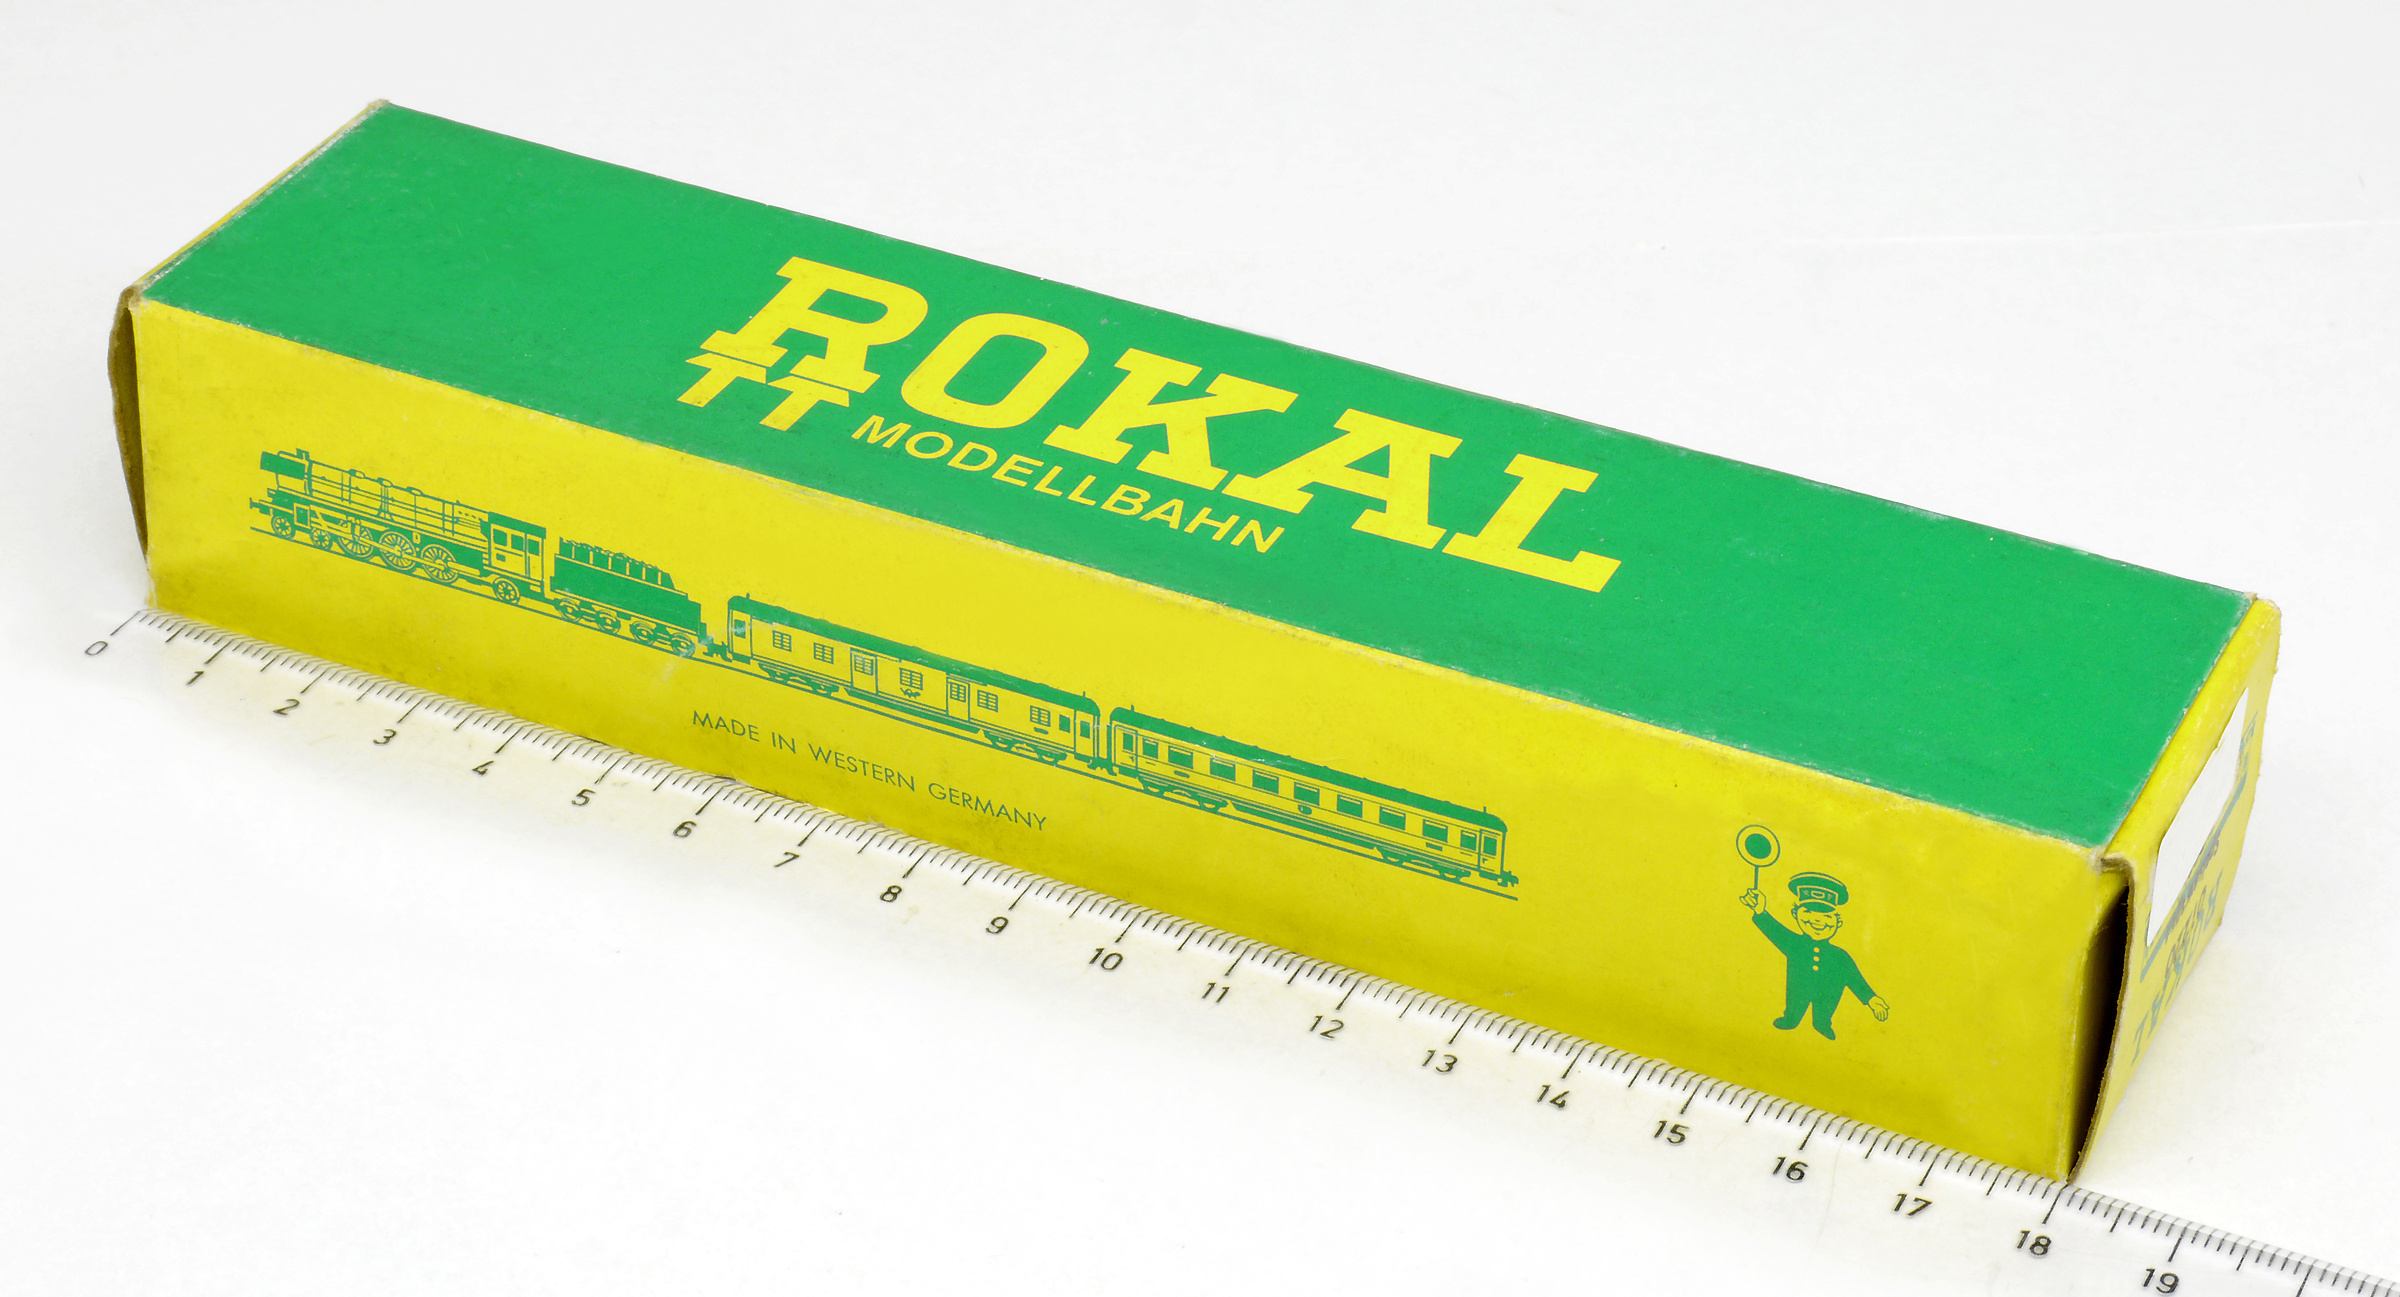 ROKAL
TT MODELLBAHN
MADE IN WESTERN GERMANY
0 1 2 3 4 5 6 7 8 9 10 11 12 13 14 15 16 17 18 19